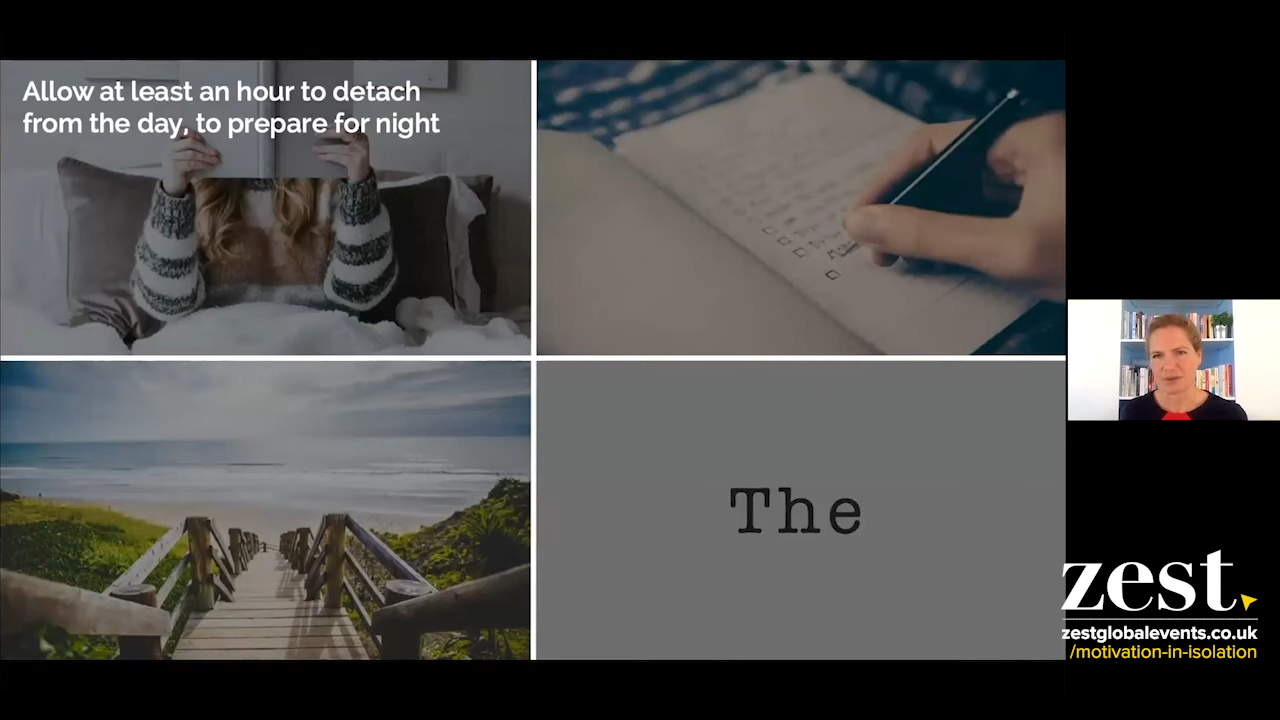 Allow at least an hour to detach
from the day, to prepare for night
The
zest.
zestglobalevents.co.uk
/motivation-in-isolation